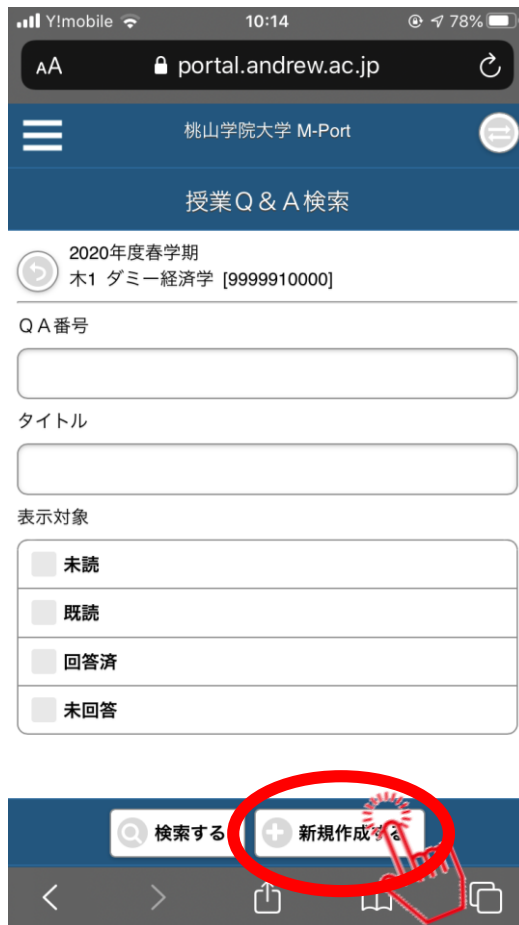 Y!mobile 10:14 78%
AA portal.andrew.ac.jp
桃山学院大学 M-Port
授業Q&A検索
2020年度春学期
木1 ダミー経済学 [9999910000]
QA番号
タイトル
表示対象
未読
既読
回答済
未回答
検索する 新規作成する